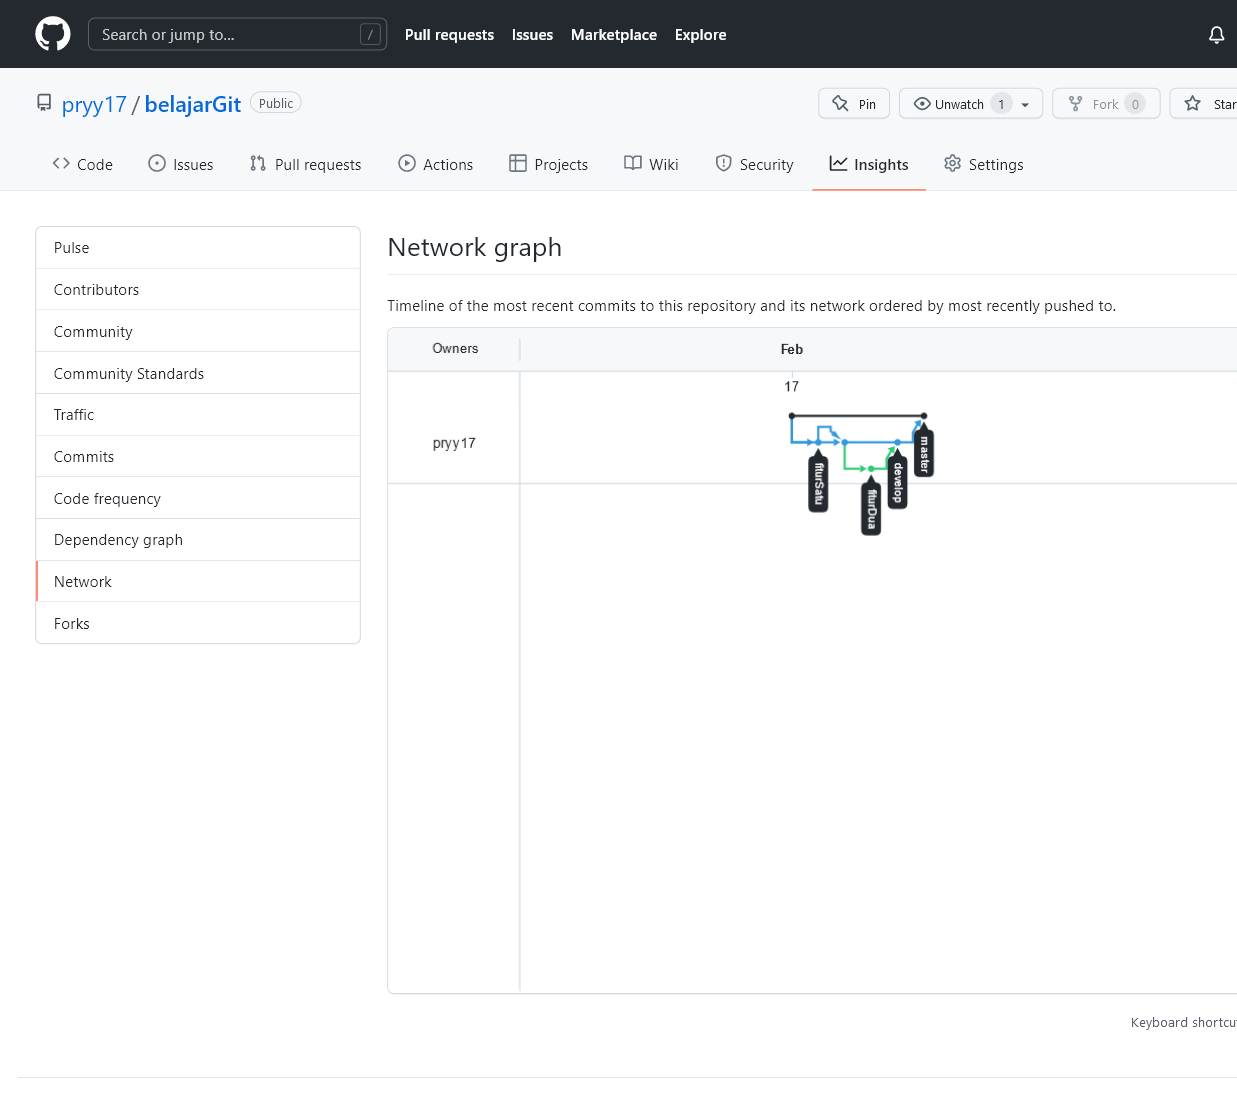 Search or jump to... / Pull requests Issues Marketplace Explore
pryy17 / belajarGit Public Pin Unwatch 1 Fork 0 Star
Code Issues Pull requests Actions Projects Wiki Security Insights Settings
Pulse
Contributors
Community
Community Standards
Traffic
Commits
Code frequency
Dependency graph
Network
Forks
Network graph
Timeline of the most recent commits to this repository and its network ordered by most recently pushed to.
Owners Feb
17
pryy17
master
fiturSatu
develop
fiturDua
Keyboard shortcu